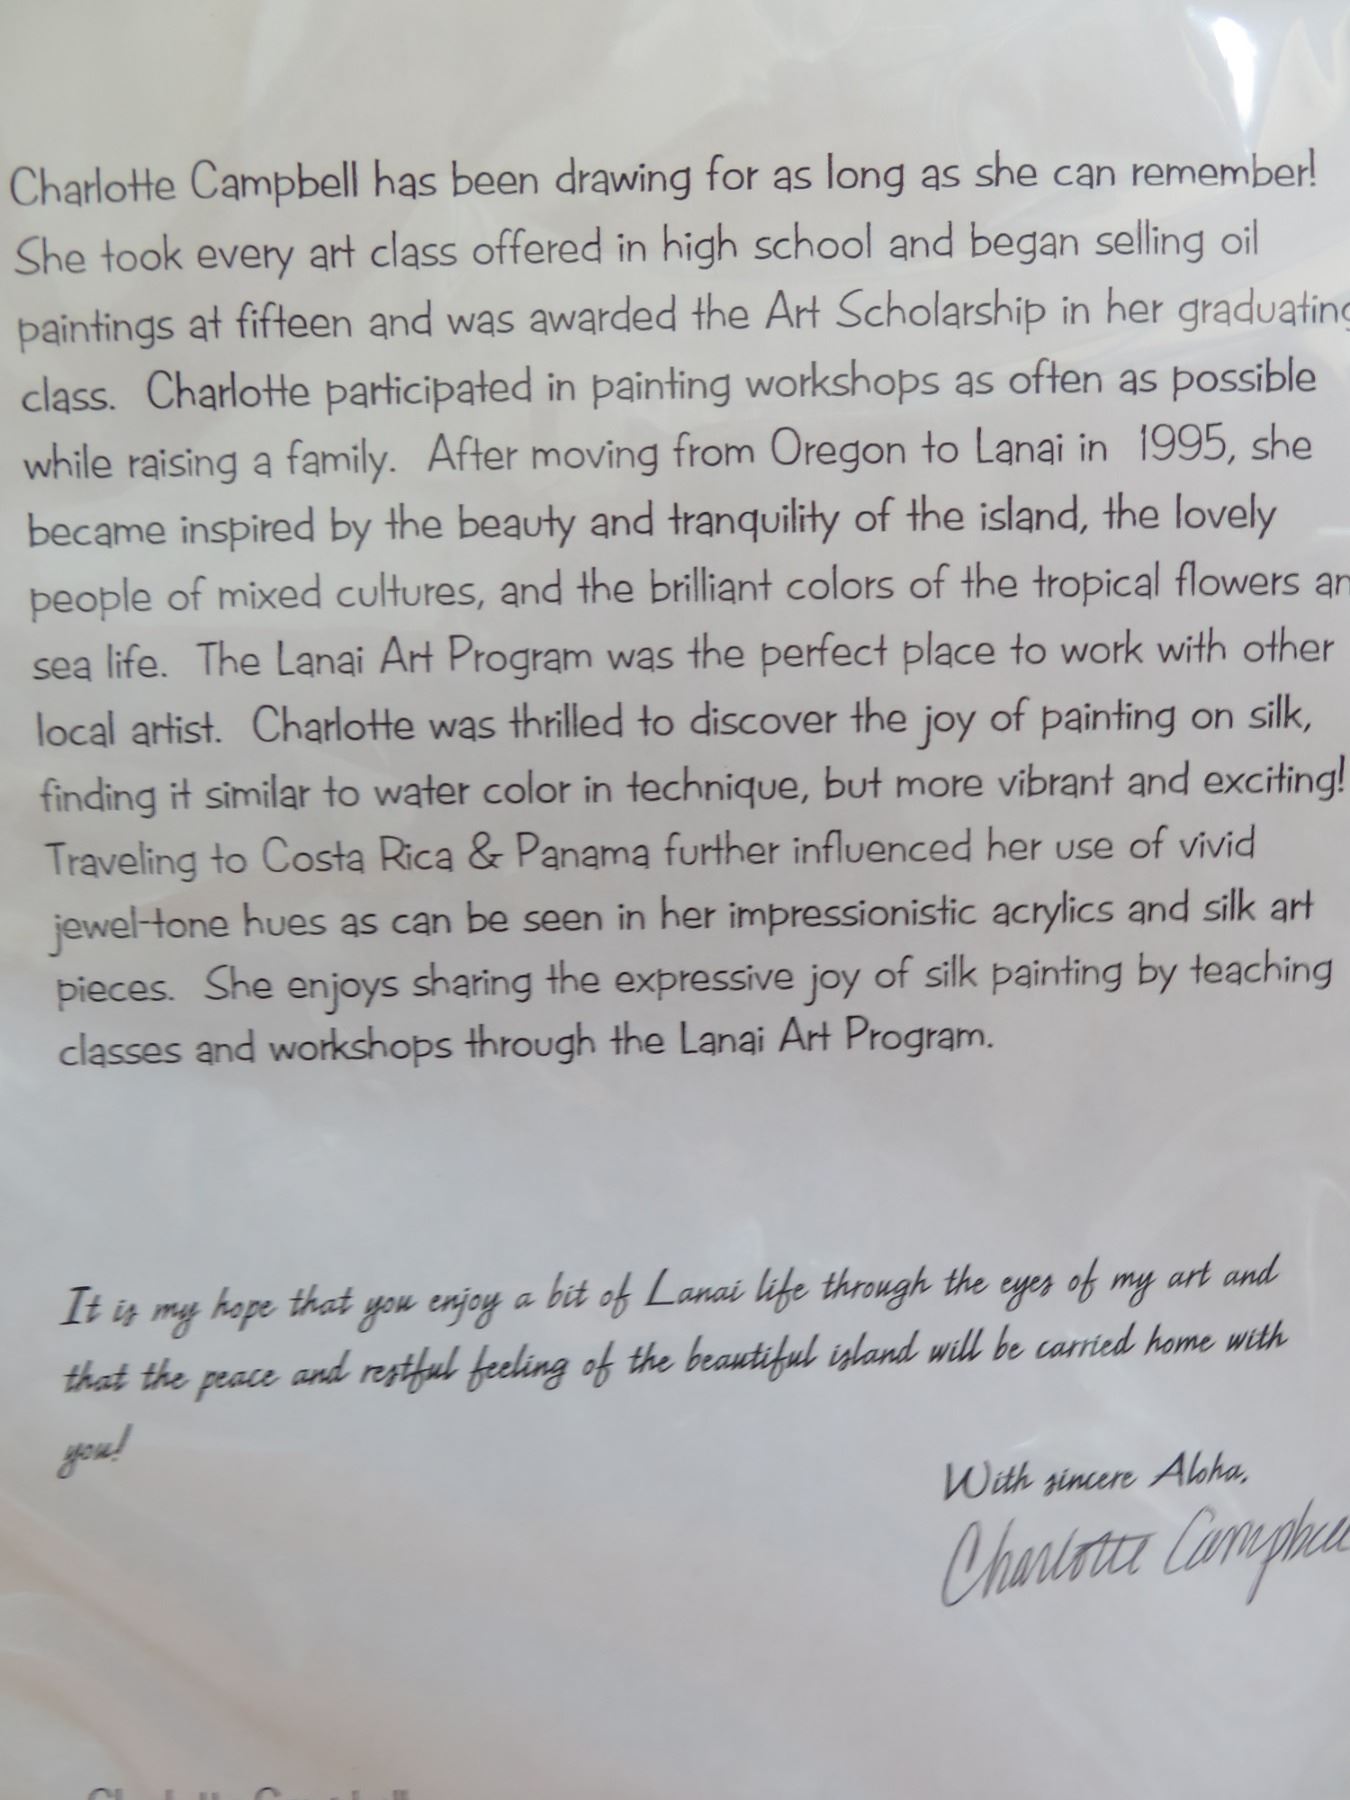 Charlotte Campbell has been drawing for as long as she can remember!
She took every art class offered in high school and began selling oil
paintings at fifteen and was awarded the Art Scholarship in her graduating
class. Charlotte participated in painting workshops as often as possible
while raising a family. After moving from Oregon to Lanai in 1995, she
became inspired by the beauty and tranquility of the island, the lovely
people of mixed cultures, and the brilliant colors of the tropical flowers an
sea life. The Lanai Art Program was the perfect place to work with other
local artist. Charlotte was thrilled to discover the joy of painting on silk,
finding it similar to water color in technique, but more vibrant and exciting!
Traveling to Costa Rica & Panama further influenced her use of vivid
jewel-tone hues as can be seen in her impressionistic acrylics and silk art
pieces. She enjoys sharing the expressive joy of silk painting by teaching
classes and workshops through the Lanai Art Program.
It is my hope that you enjoy a bit of Lanai life through the eyes of my art and
that the peace and restful feeling of the beautiful island will be carried home with
you!
With sincere Aloha,
Charlotte Campbell